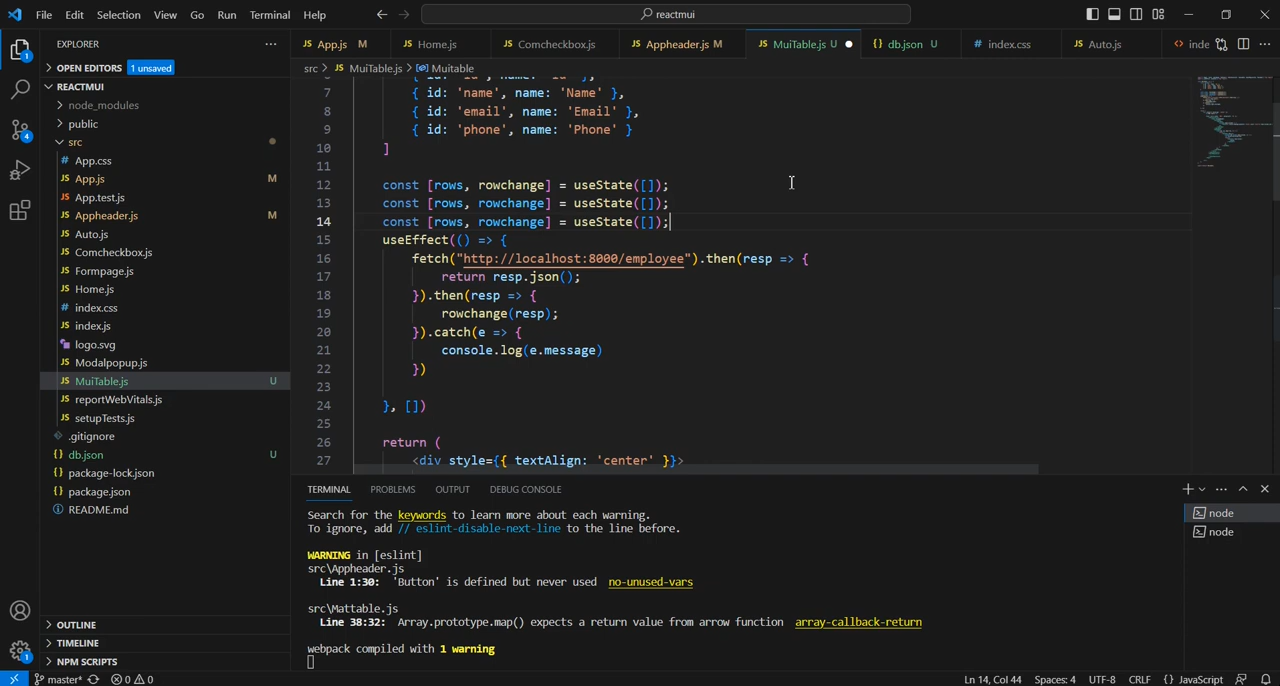 File Edit Selection View Go Run Terminal Help
reactmui
EXPLORER
App.js M
Home.js
Comcheckbox.js
Appheader.js M
MuiTable.js U
db.json U
index.css
Auto.js
inde
OPEN EDITORS 1 unsaved
src > JS MuiTable.js > Muitable
REACTMUI
node_modules
public
src
App.css
App.js M
App.test.js
Appheader.js M
Auto.js
Comcheckbox.js
Formpage.js
Home.js
index.css
index.js
logo.svg
Modalpopup.js
MuiTable.js U
reportWebVitals.js
setupTests.js
.gitignore
db.json U
package-lock.json
package.json
README.md
OUTLINE
TIMELINE
NPM SCRIPTS
7 { id: 'name', name: 'Name' },
8 { id: 'email', name: 'Email' },
9 { id: 'phone', name: 'Phone' }
10 ]
11
12 const [rows, rowchange] = useState([]);
13 const [rows, rowchange] = useState([]);
14 const [rows, rowchange] = useState([]);
15 useEffect(() => {
16 fetch("http://localhost:8000/employee").then(resp => {
17 return resp.json();
18 }).then(resp => {
19 rowchange(resp);
20 }).catch(e => {
21 console.log(e.message)
22 })
23
24 }, [])
25
26 return (
27 <div style={{ textAlign: 'center' }}>
TERMINAL PROBLEMS OUTPUT DEBUG CONSOLE
Search for the keywords to learn more about each warning.
To ignore, add // eslint-disable-next-line to the line before.
WARNING in [eslint]
src\Appheader.js
Line 1:30: 'Button' is defined but never used no-unused-vars
src\Mattable.js
Line 38:32: Array.prototype.map() expects a return value from arrow function array-callback-return
webpack compiled with 1 warning
node
node
master* 0 0 Ln 14, Col 44 Spaces: 4 UTF-8 CRLF {} JavaScript